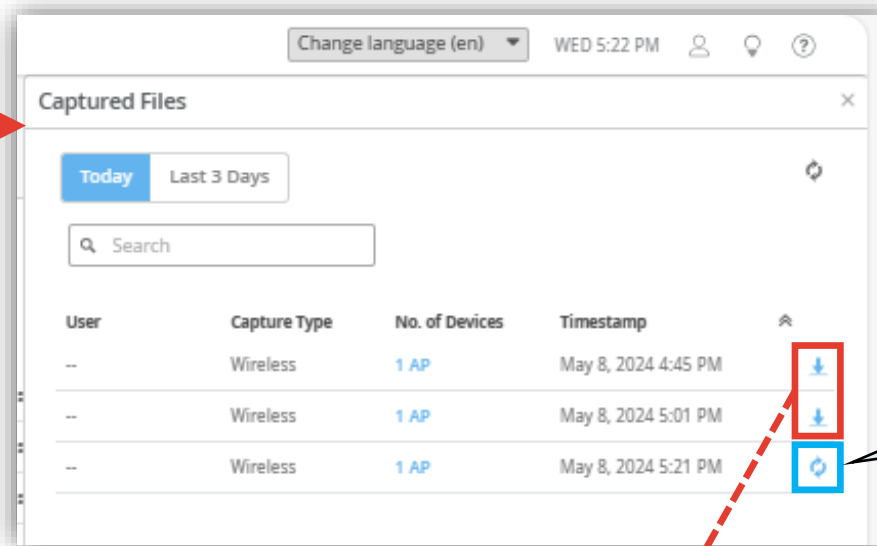 Change language (en) WED 5:22 PM
Captured Files
Today Last 3 Days
Search
User Capture Type No. of Devices Timestamp
-- Wireless 1 AP May 8, 2024 4:45 PM
-- Wireless 1 AP May 8, 2024 5:01 PM
-- Wireless 1 AP May 8, 2024 5:21 PM